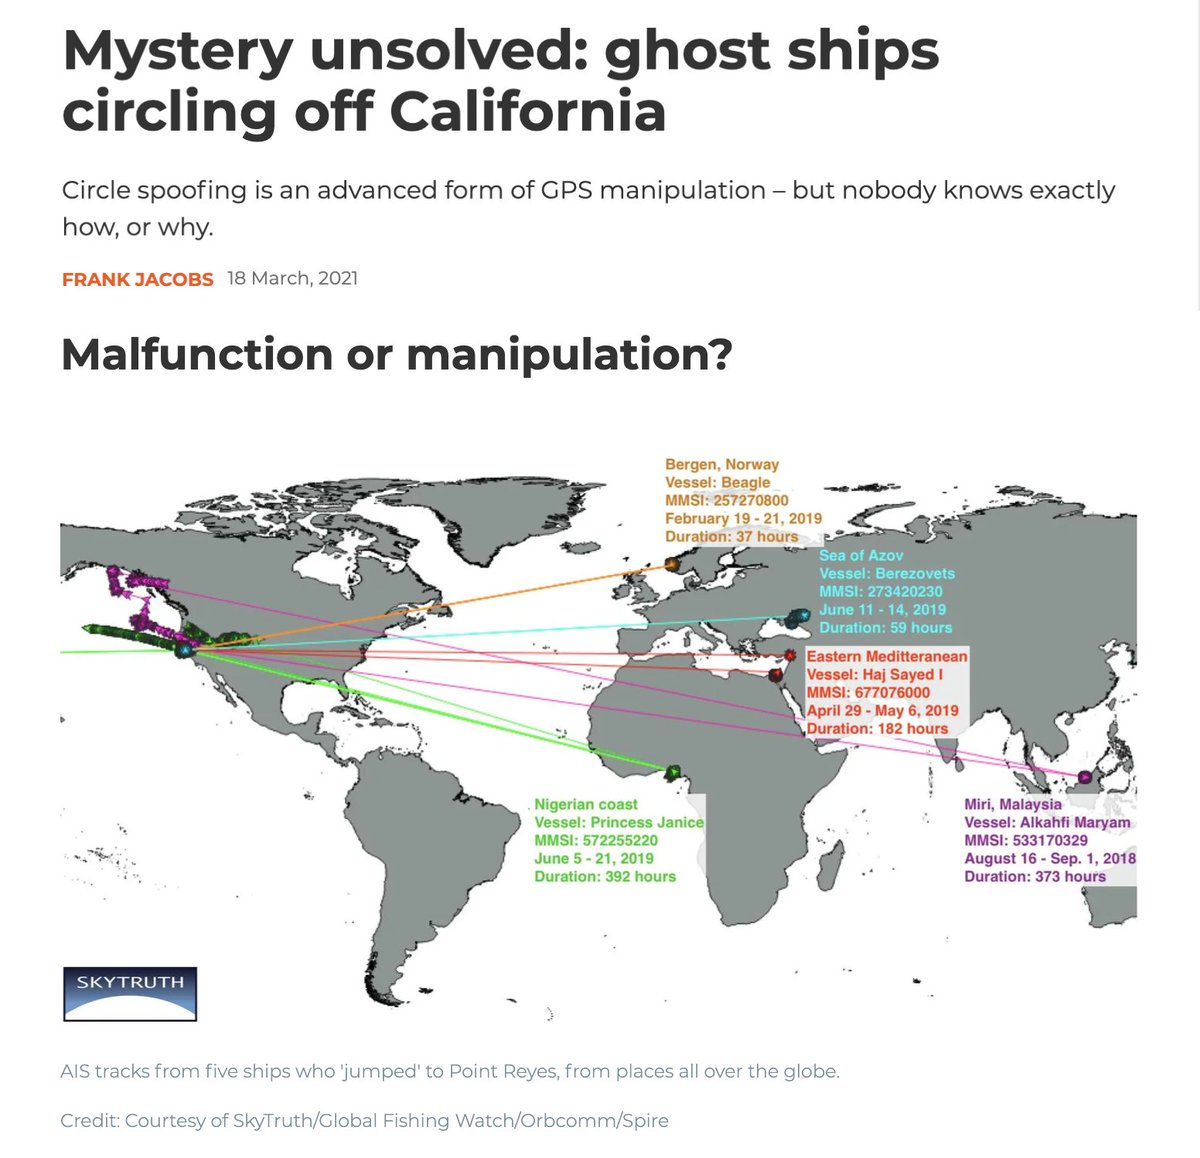 Mystery unsolved: ghost ships
circling off California
Circle spoofing is an advanced form of GPS manipulation – but nobody knows exactly
how, or why.
FRANK JACOBS 18 March, 2021
Malfunction or manipulation?
Bergen, Norway
Vessel: Beagle
MMSI: 257270800
February 19 - 21, 2019
Duration: 37 hours
Sea of Azov
Vessel: Berezovets
MMSI: 273420230
June 11 - 14, 2019
Duration: 59 hours
Eastern Meditteranean
Vessel: Haj Sayed I
MMSI: 677076000
April 29 - May 6, 2019
Duration: 182 hours
Nigerian coast
Vessel: Princess Janice
MMSI: 572255220
June 5 - 21, 2019
Duration: 392 hours
Miri, Malaysia
Vessel: Alkahfi Maryam
MMSI: 533170329
August 16 - Sep. 1, 2018
Duration: 373 hours
SKYTRUTH
AIS tracks from five ships who 'jumped' to Point Reyes, from places all over the globe.
Credit: Courtesy of SkyTruth/Global Fishing Watch/Orbcomm/Spire